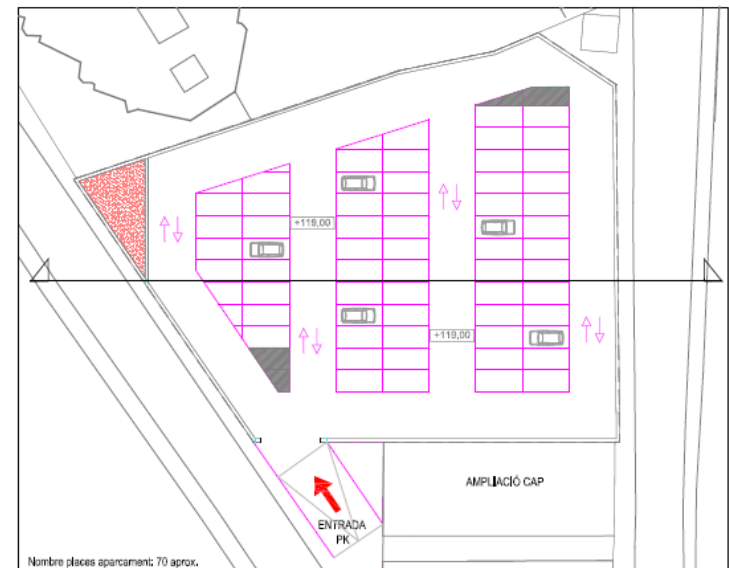 +119,00
+119,00
AMPLIACIÓ CAP
ENTRADA
PK
Nombre places aparcament: 70 aprox.